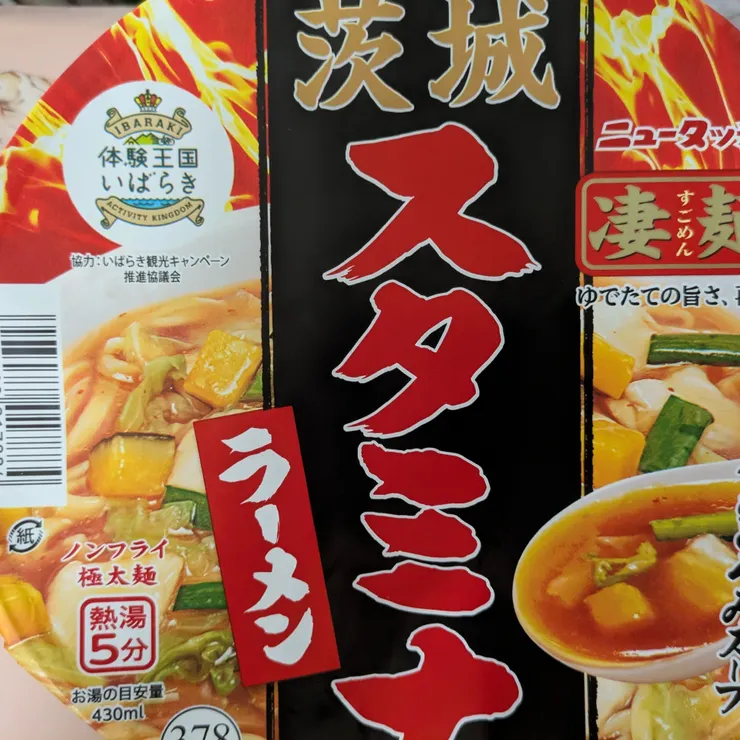 茨城
スタミナ
ラーメン
IBARAKI
体験王国
いばらき
ACTIVITY KINGDOM
協力:いばらき観光キャンペーン
推進協議会
ニュータッ
凄麺
すごめん
ゆでたての旨さ、
紙
ノンフライ
極太麺
熱湯
5分
お湯の目安量
430ml
378